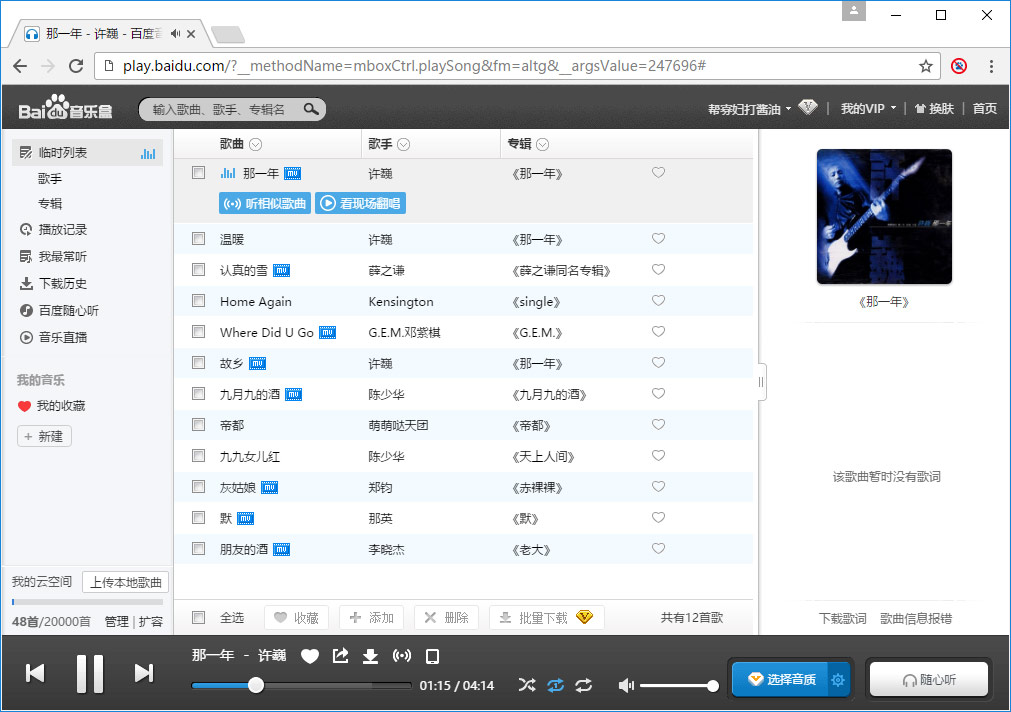 那一年 - 许巍 - 百度音
play.baidu.com/?__methodName=mboxCtrl.playSong&fm=altg&__argsValue=247696#
Bai du 音乐盒
输入歌曲、歌手、专辑名
帮寮妇打酱油 | 我的VIP | 换肤 | 首页
临时列表
歌手
专辑
播放记录
我最常听
下载历史
百度随心听
音乐直播
我的音乐
我的收藏
+ 新建
我的云空间 上传本地歌曲
48首/20000首 管理 | 扩容
歌曲 歌手 专辑
那一年 MV 许巍 《那一年》
听相似歌曲 看现场翻唱
温暖 许巍 《那一年》
认真的雪 MV 薛之谦 《薛之谦同名专辑》
Home Again Kensington 《single》
Where Did U Go MV G.E.M.邓紫棋 《G.E.M.》
故乡 MV 许巍 《那一年》
九月九的酒 MV 陈少华 《九月九的酒》
帝都 萌萌哒天团 《帝都》
九九女儿红 陈少华 《天上人间》
灰姑娘 MV 郑钧 《赤裸裸》
默 MV 那英 《默》
朋友的酒 MV 李晓杰 《老大》
全选 收藏 添加 删除 批量下载 共有12首歌
那一年
《那一年》
该歌曲暂时没有歌词
下载歌词 歌曲信息报错
那一年 - 许巍
01:15 / 04:14
选择音质
随心听